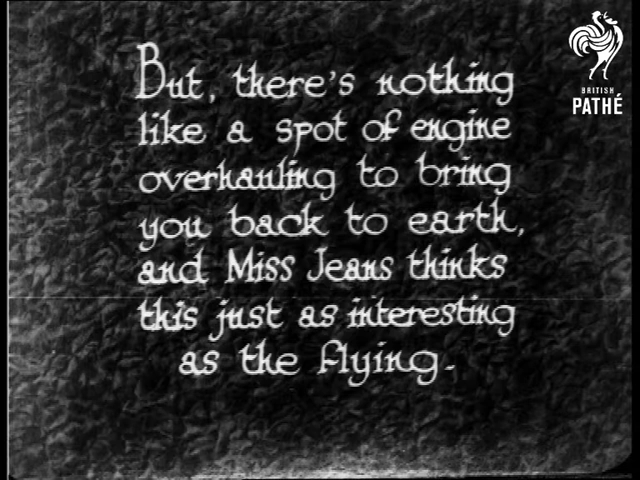 But, there's nothing
like a spot of engine
overhauling to bring
you back to earth,
and Miss Jeans thinks
this just as interesting
as the flying-
BRITISH
PATHÉ